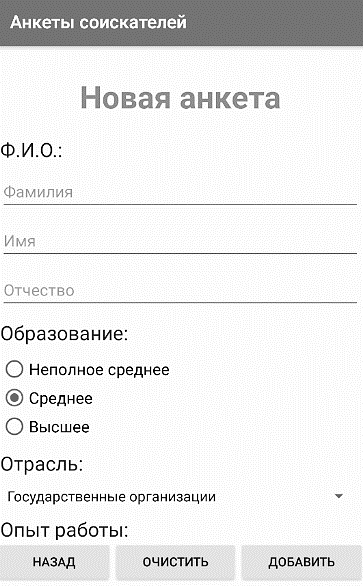 Анкеты соискателей
Новая анкета
Ф.И.О.:
Фамилия
Имя
Отчество
Образование:
Неполное среднее
Среднее
Высшее
Отрасль:
Государственные организации
Опыт работы:
НАЗАД ОЧИСТИТЬ ДОБАВИТЬ